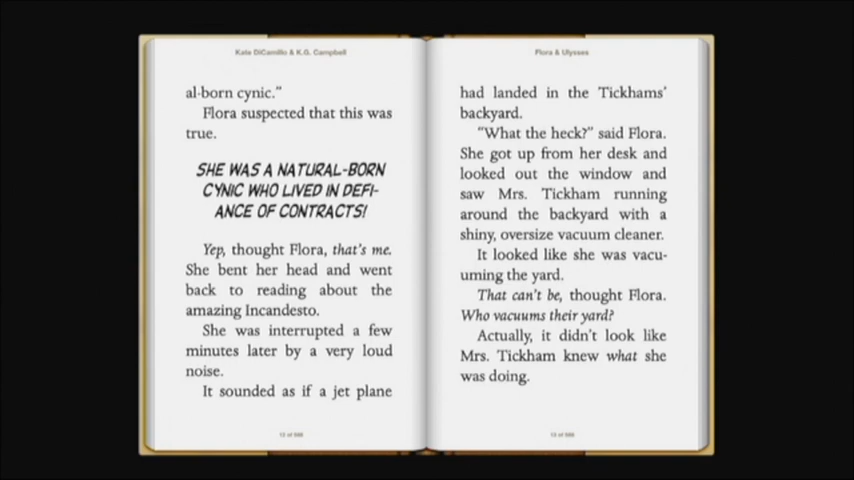 Kate DiCamillo & K.G. Campbell
al-born cynic.”
Flora suspected that this was
true.
SHE WAS A NATURAL-BORN
CYNIC WHO LIVED IN DEFI-
ANCE OF CONTRACTS!
Yep, thought Flora, that’s me.
She bent her head and went
back to reading about the
amazing Incandesto.
She was interrupted a few
minutes later by a very loud
noise.
It sounded as if a jet plane
Flora & Ulysses
had landed in the Tickhams’
backyard.
“What the heck?” said Flora.
She got up from her desk and
looked out the window and
saw Mrs. Tickham running
around the backyard with a
shiny, oversize vacuum cleaner.
It looked like she was vacu-
uming the yard.
That can’t be, thought Flora.
Who vacuums their yard?
Actually, it didn’t look like
Mrs. Tickham knew what she
was doing.